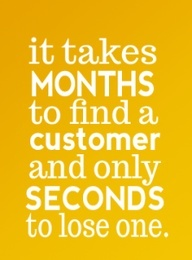 it takes
MONTHS
to find a
customer
and only
SECONDS
to lose one.